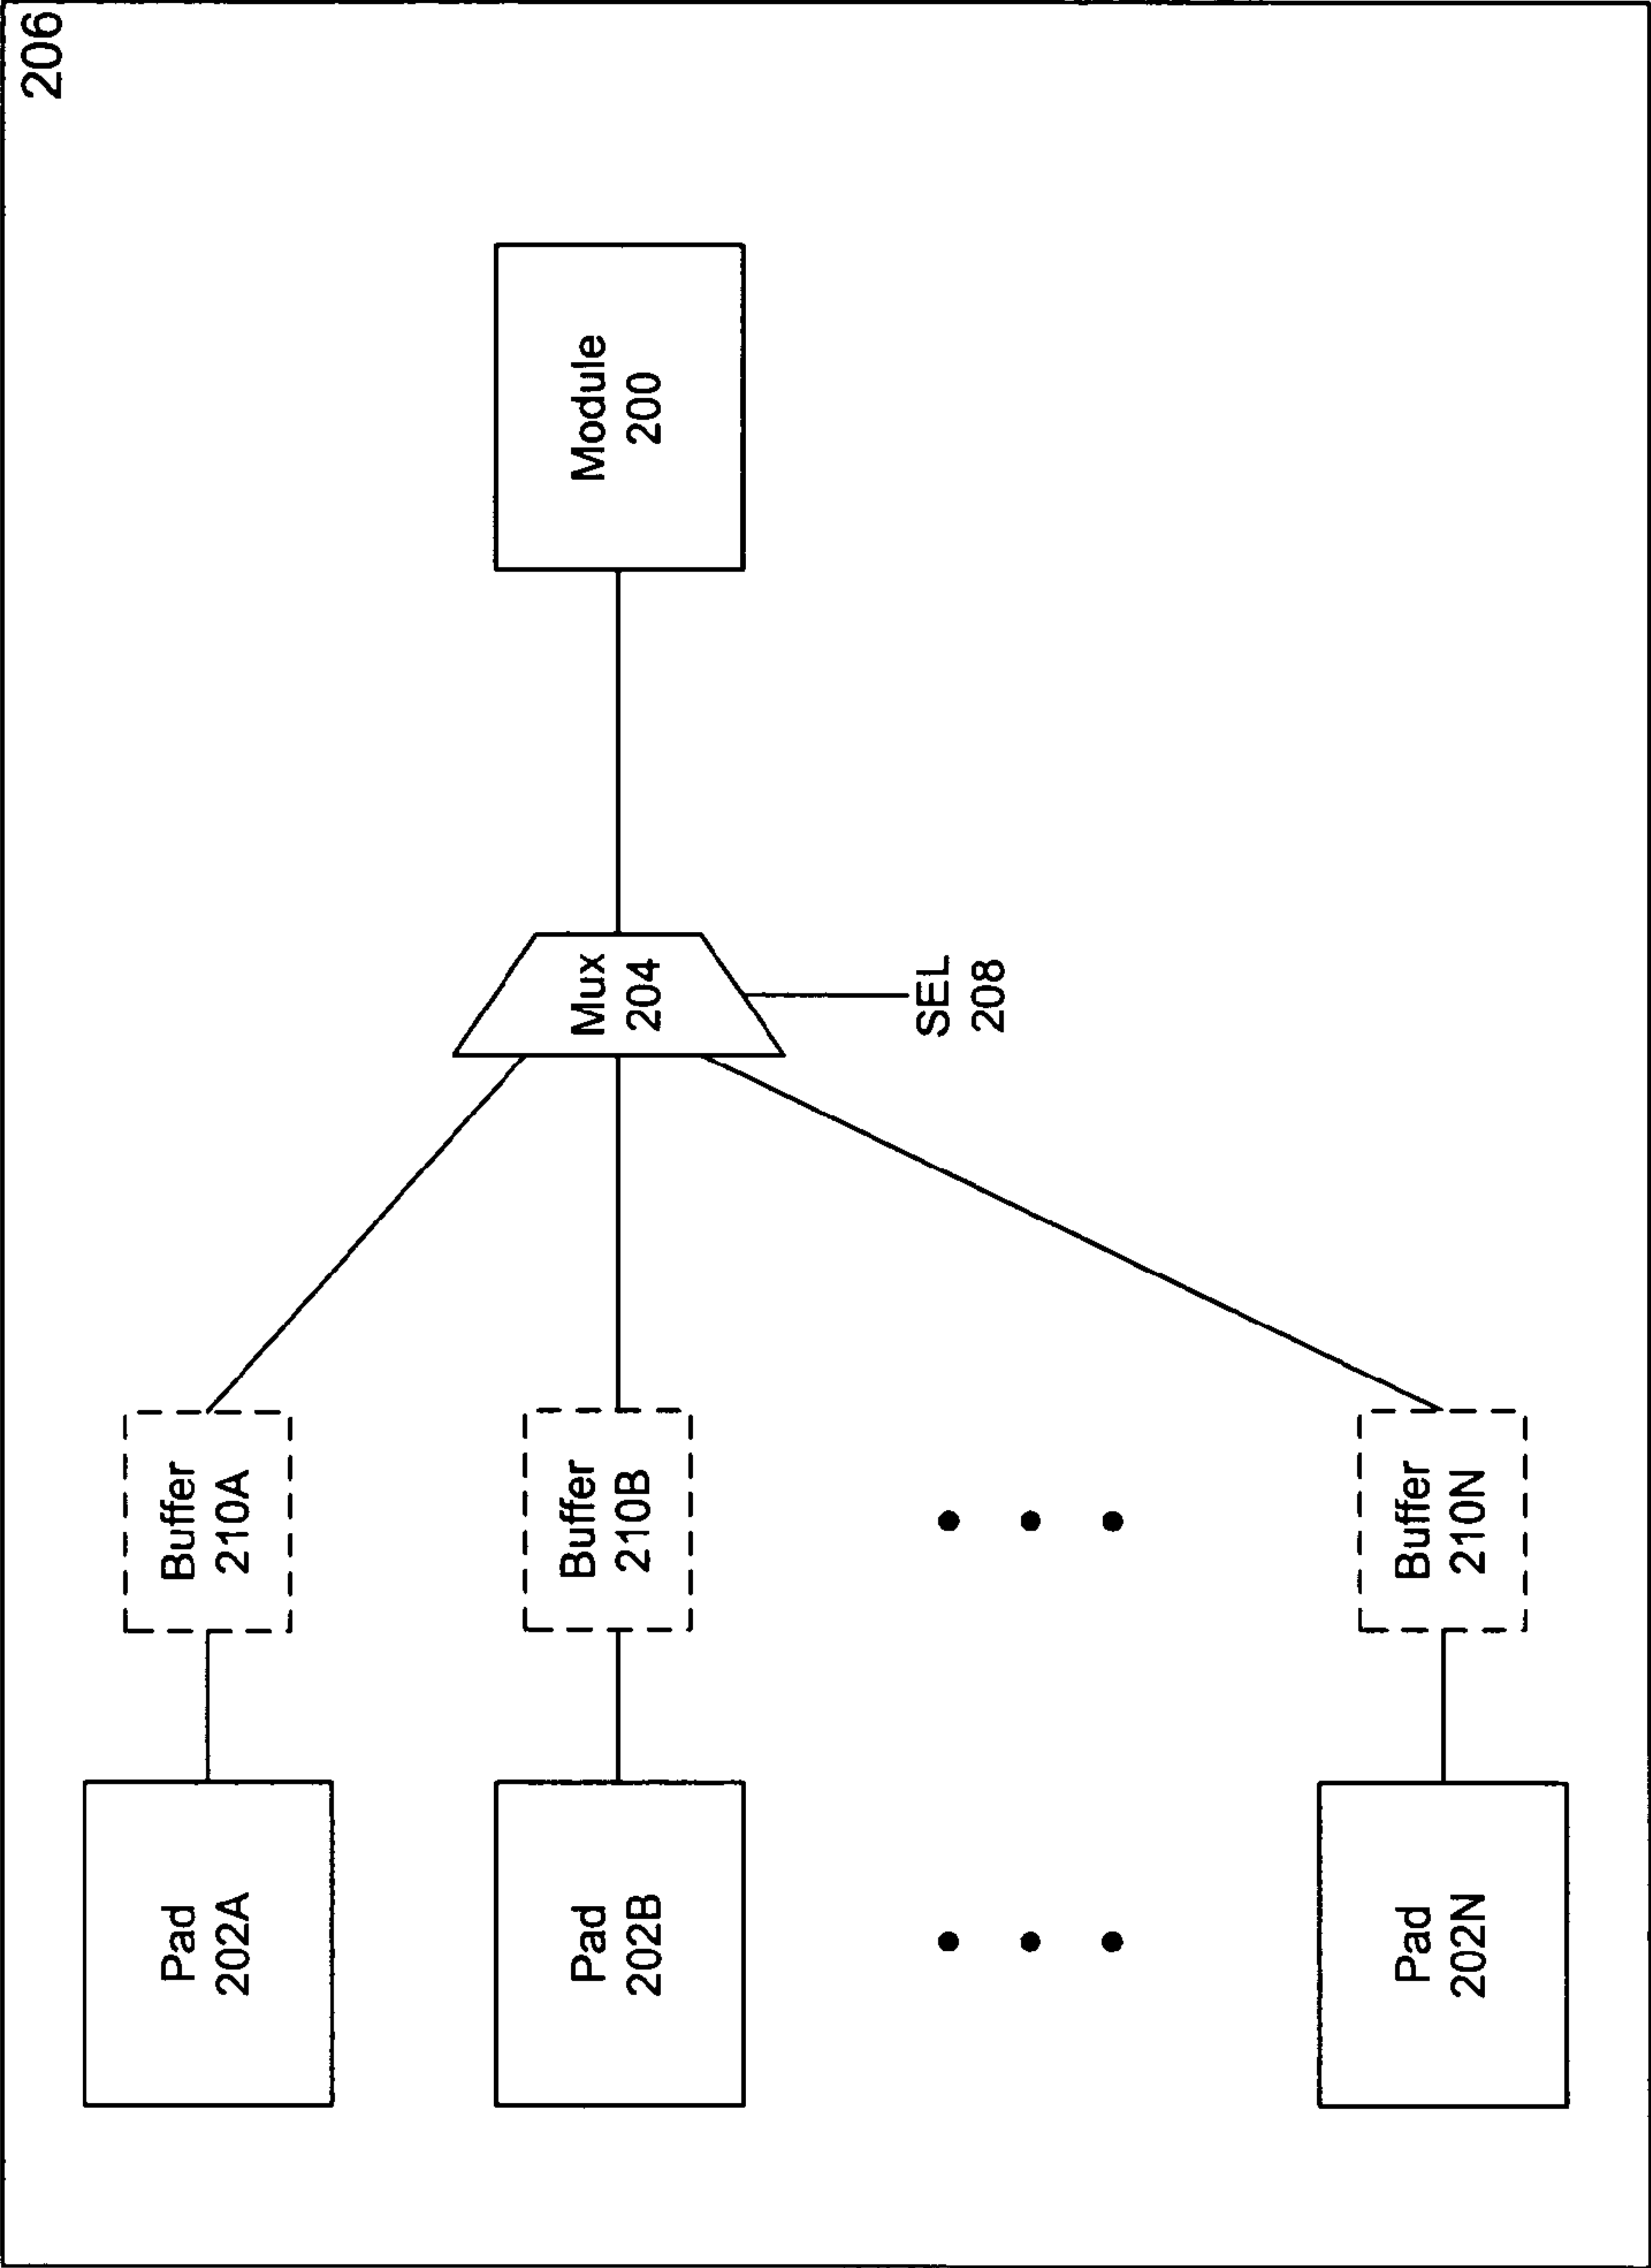 206
Pad
202A
Buffer
210A
Pad
202B
Buffer
210B
Mux
204
Module
200
SEL
208
Pad
202N
Buffer
210N